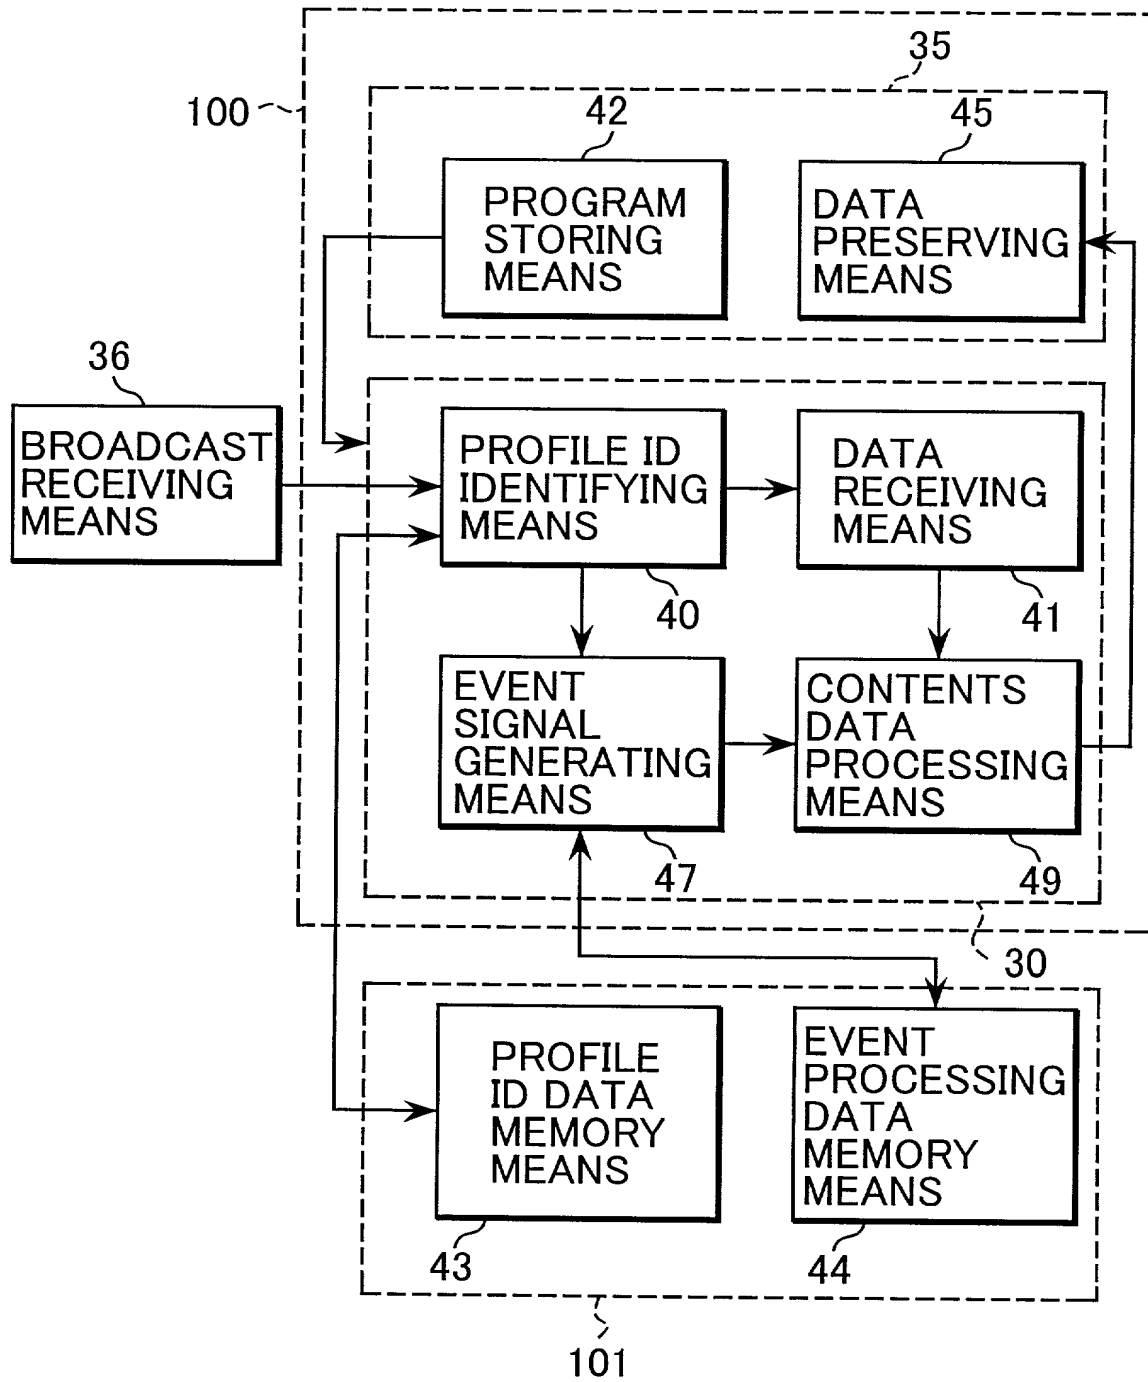 35
100
42
45
PROGRAM
STORING
MEANS
DATA
PRESERVING
MEANS
36
BROADCAST
RECEIVING
MEANS
PROFILE ID
IDENTIFYING
MEANS
DATA
RECEIVING
MEANS
40
41
EVENT
SIGNAL
GENERATING
MEANS
CONTENTS
DATA
PROCESSING
MEANS
47
49
30
PROFILE
ID DATA
MEMORY
MEANS
EVENT
PROCESSING
DATA
MEMORY
MEANS
43
44
101